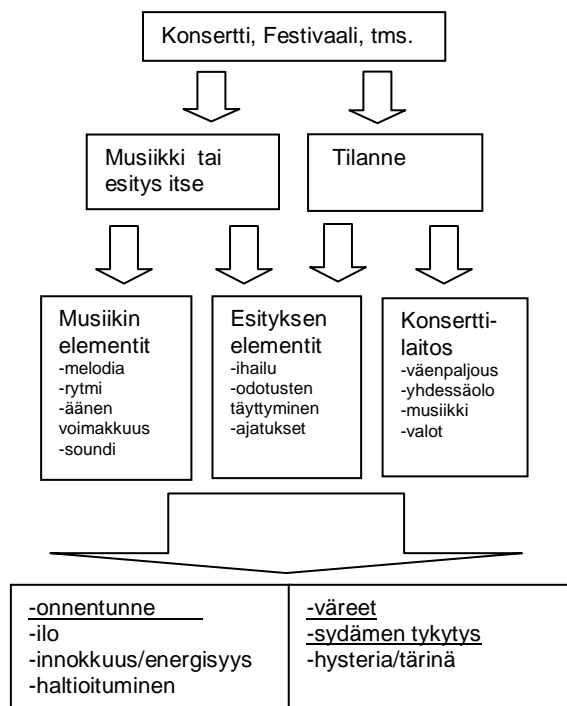 Konsertti, Festivaali, tms.
Musiikki tai
esitys itse
Tilanne
Musiikin
elementit
-melodia
-rytmi
-äänen
voimakkuus
-soundi
Esityksen
elementit
-ihailu
-odotusten
täyttyminen
-ajatukset
Konsertti-
laitos
-väenpaljous
-yhdessäolo
-musiikki
-valot
-onnentunne
-ilo
-innokkuus/energisyys
-haltioituminen
-väreet
-sydämen tykytys
-hysteria/tärinä